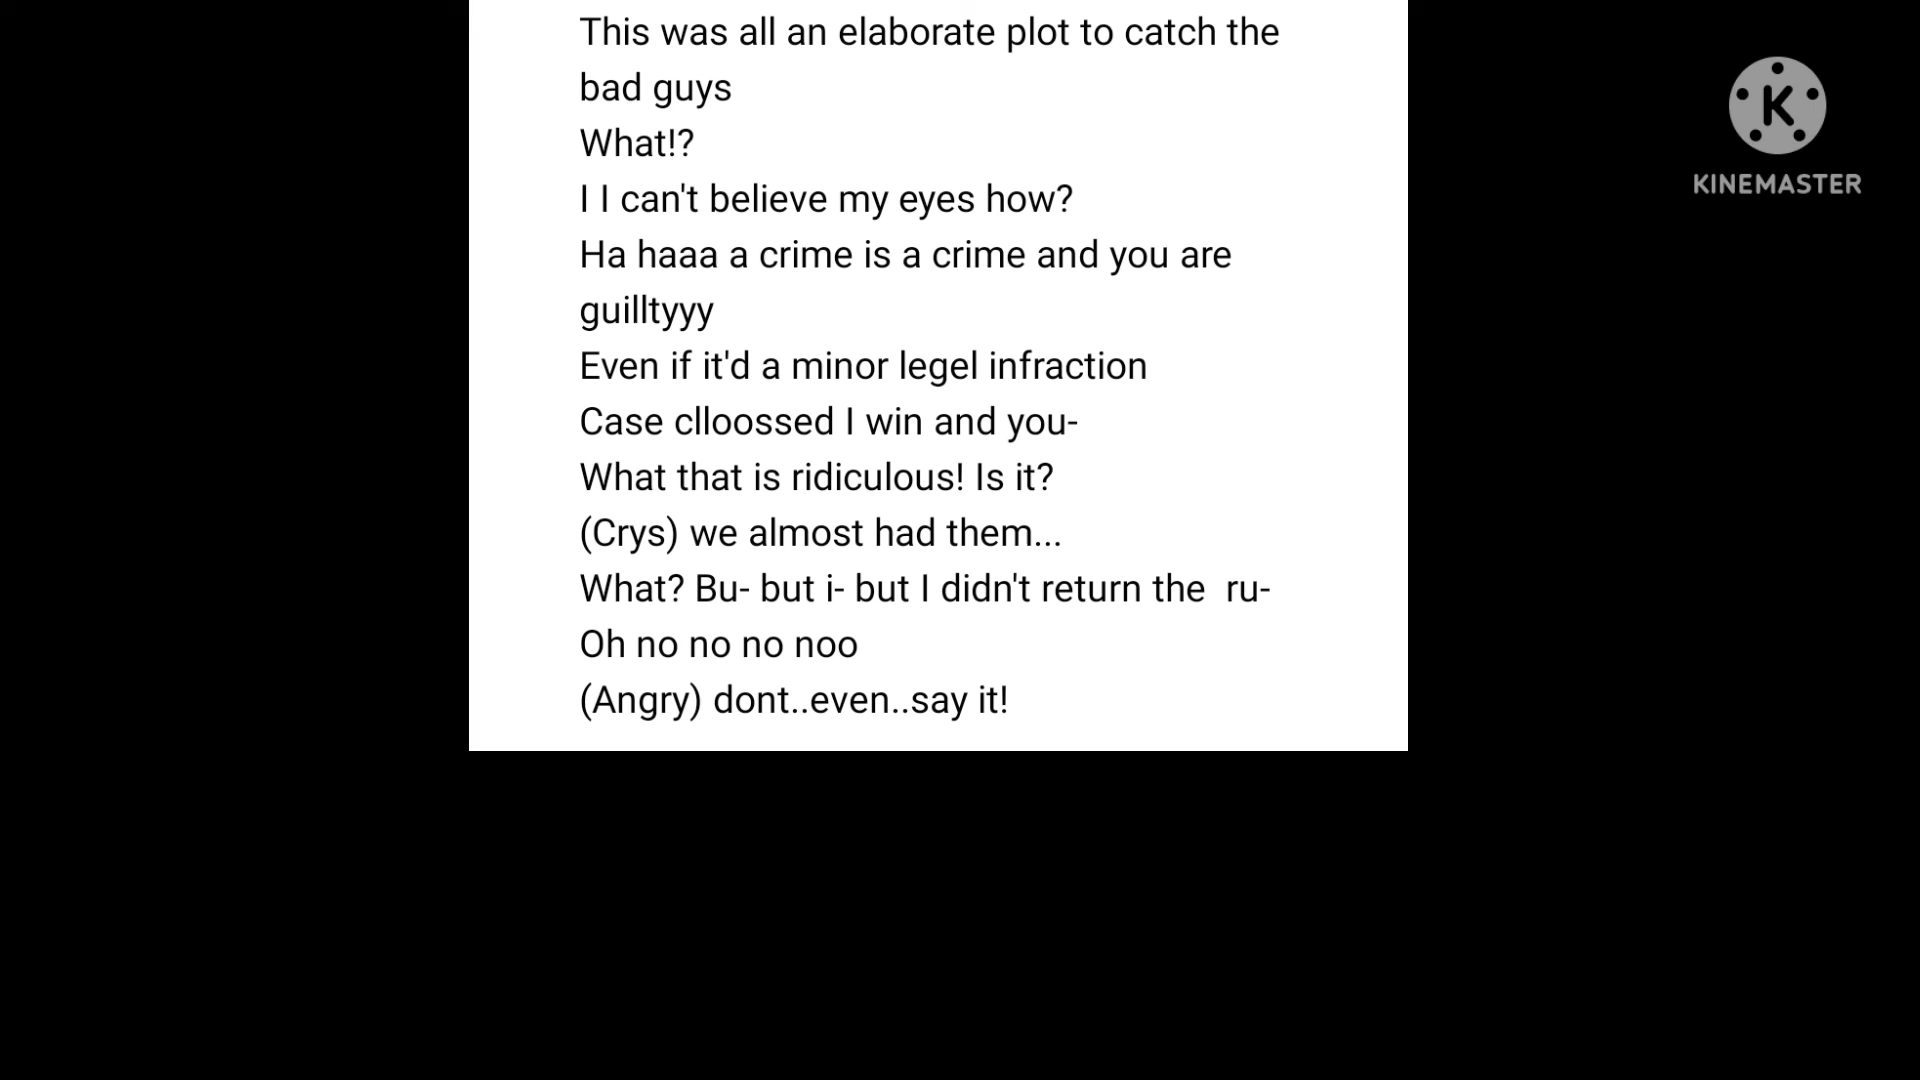 This was all an elaborate plot to catch the
bad guys
What!?
I I can't believe my eyes how?
Ha haaa a crime is a crime and you are
guilltyyy
Even if it'd a minor legel infraction
Case clloossed I win and you-
What that is ridiculous! Is it?
(Crys) we almost had them...
What? Bu- but i- but I didn't return the  ru-
Oh no no no noo
(Angry) dont..even..say it!
K
KINEMASTER